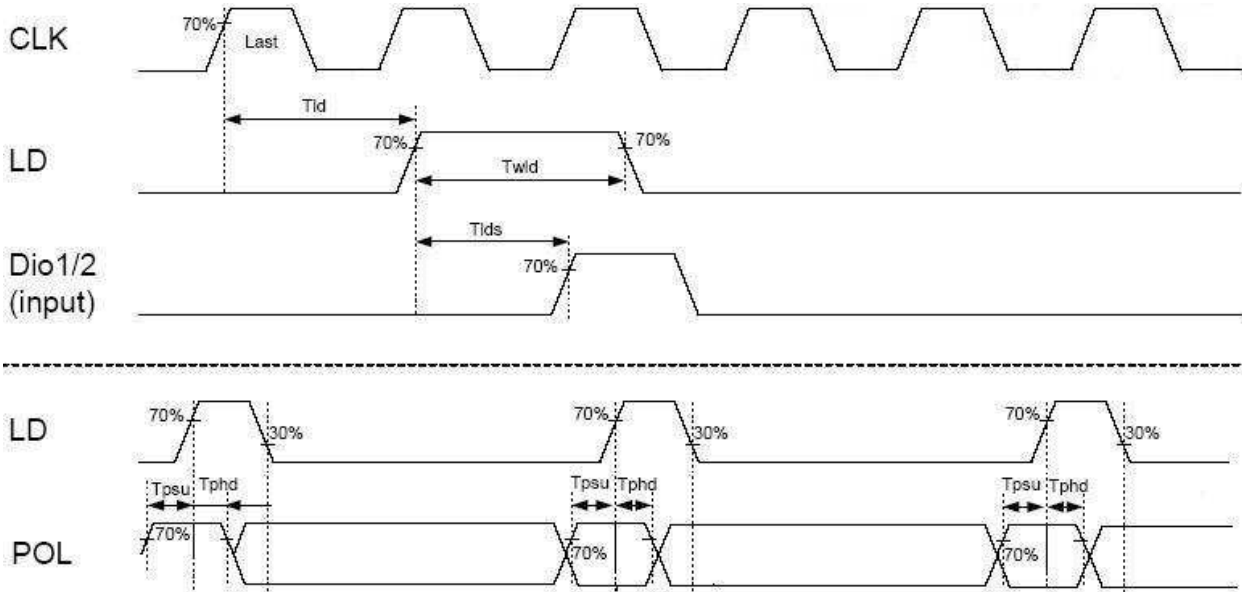 CLK
70%
Last
Tld
LD
70%
70%
Twld
Tlds
Dio1/2
(input)
70%
LD
70%
30%
70%
30%
70%
30%
Tpsu
Tphd
Tpsu
Tphd
Tpsu
Tphd
POL
70%
70%
70%